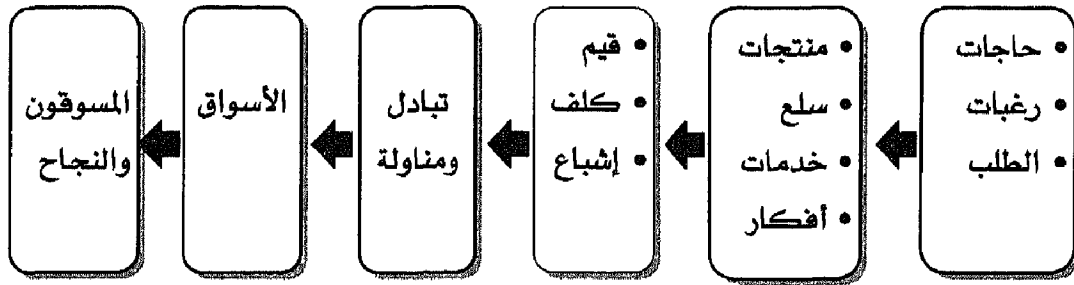 • حاجات
• رغبات
• الطلب
• منتجات
• سلع
• خدمات
• أفكار
• قيم
• كلف
• إشباع
تبادل
ومناولة
الأسواق
المسوقون
والنجاح